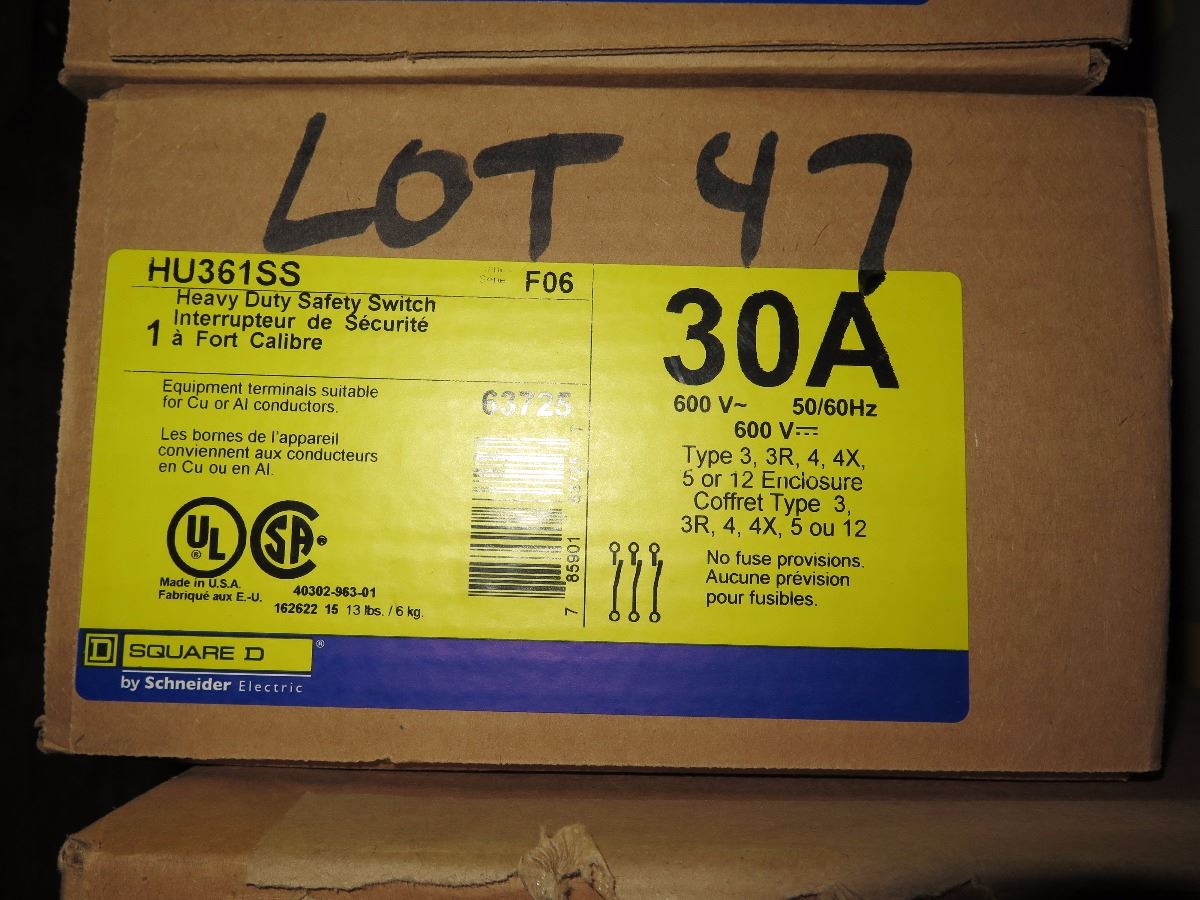 LOT 47
HU361SS
Série F06
Heavy Duty Safety Switch
Interrupteur de Sécurité
1 à Fort Calibre
Equipment terminals suitable
for Cu or Al conductors.
63725
Les bornes de l'appareil
conviennent aux conducteurs
en Cu ou en Al.
UL
®
SA®
Made in U.S.A.
Fabriqué aux E.-U.
40302-963-01
162622 15 13 lbs. / 6 kg.
7 85901
30A
600 V~ 50/60Hz
600 V⎓
Type 3, 3R, 4, 4X,
5 or 12 Enclosure
Coffret Type 3,
3R, 4, 4X, 5 ou 12
No fuse provisions.
Aucune prévision
pour fusibles.
D SQUARE D ®
by Schneider Electric